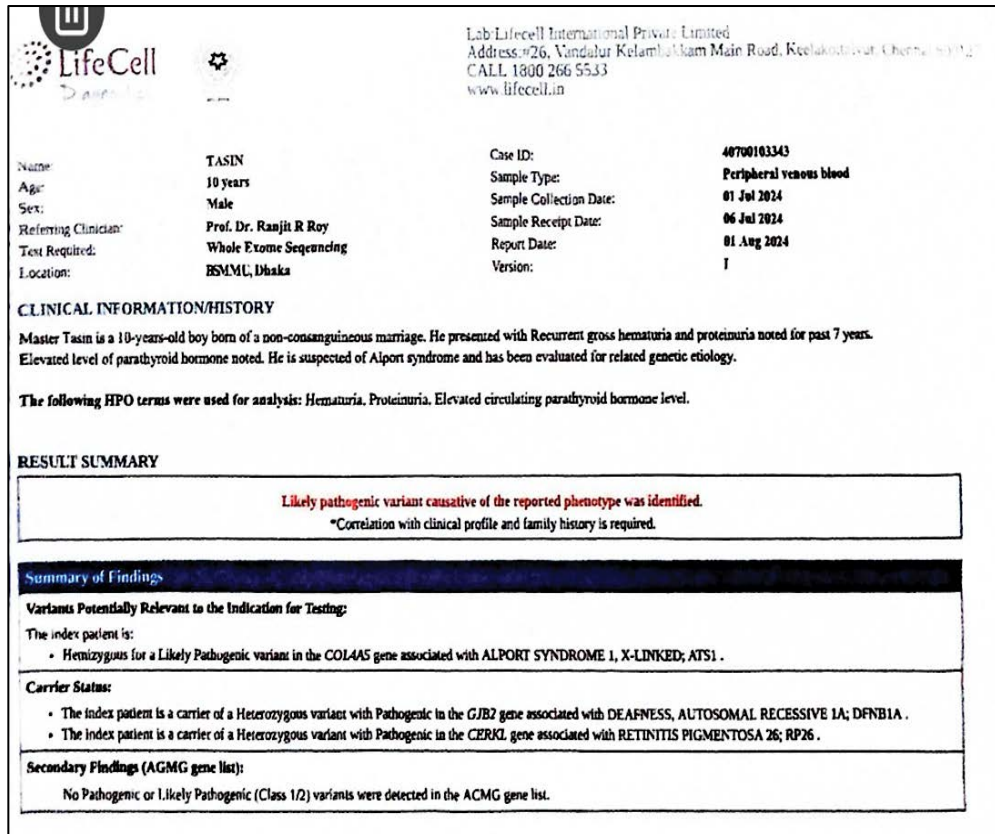 LifeCell
Lab:Lifecell International Private Limited
Address:#26, Vandalur Kelambakkam Main Road,
CALL 1800 266 5533
www.lifecell.in
Name: TASIN
Age: 10 years
Sex: Male
Referring Clinician: Prof. Dr. Ranjit R Roy
Test Required: Whole Exome Seqeuncing
Location: BSMMU, Dhaka
Case ID: 40700103343
Sample Type: Peripheral venous blood
Sample Collection Date: 01 Jul 2024
Sample Receipt Date: 06 Jul 2024
Report Date: 01 Aug 2024
Version: 1
CLINICAL INFORMATION/HISTORY
Master Tasin is a 10-years-old boy born of a non-consanguineous marriage. He presented with Recurrent gross hematuria and proteinuria noted for past 7 years.
Elevated level of parathyroid hormone noted. He is suspected of Alport syndrome and has been evaluated for related genetic etiology.
The following HPO terms were used for analysis: Hematuria, Proteinuria, Elevated circulating parathyroid hormone level.
RESULT SUMMARY
Likely pathogenic variant causative of the reported phenotype was identified.
*Correlation with clinical profile and family history is required.
Summary of Findings
Variants Potentially Relevant to the Indication for Testing:
The index patient is:
• Hemizygous for a Likely Pathogenic variant in the COL4A5 gene associated with ALPORT SYNDROME 1, X-LINKED; ATS1 .
Carrier Status:
• The index patient is a carrier of a Heterozygous variant with Pathogenic in the GJB2 gene associated with DEAFNESS, AUTOSOMAL RECESSIVE 1A; DFNB1A .
• The index patient is a carrier of a Heterozygous variant with Pathogenic in the CERKL gene associated with RETINITIS PIGMENTOSA 26; RP26 .
Secondary Findings (ACMG gene list):
No Pathogenic or Likely Pathogenic (Class 1/2) variants were detected in the ACMG gene list.